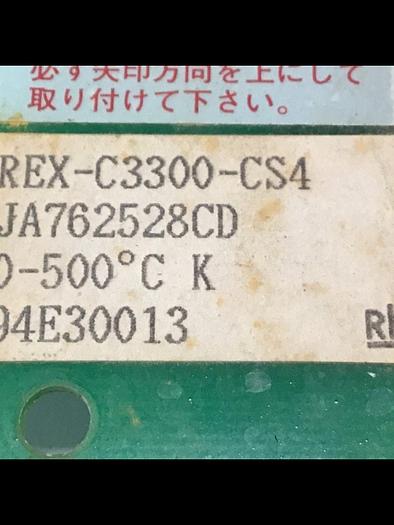 必ず矢印方向を上にして
取り付けて下さい。
REX-C3300-CS4
JA762528CD
0-500°C K
94E30013